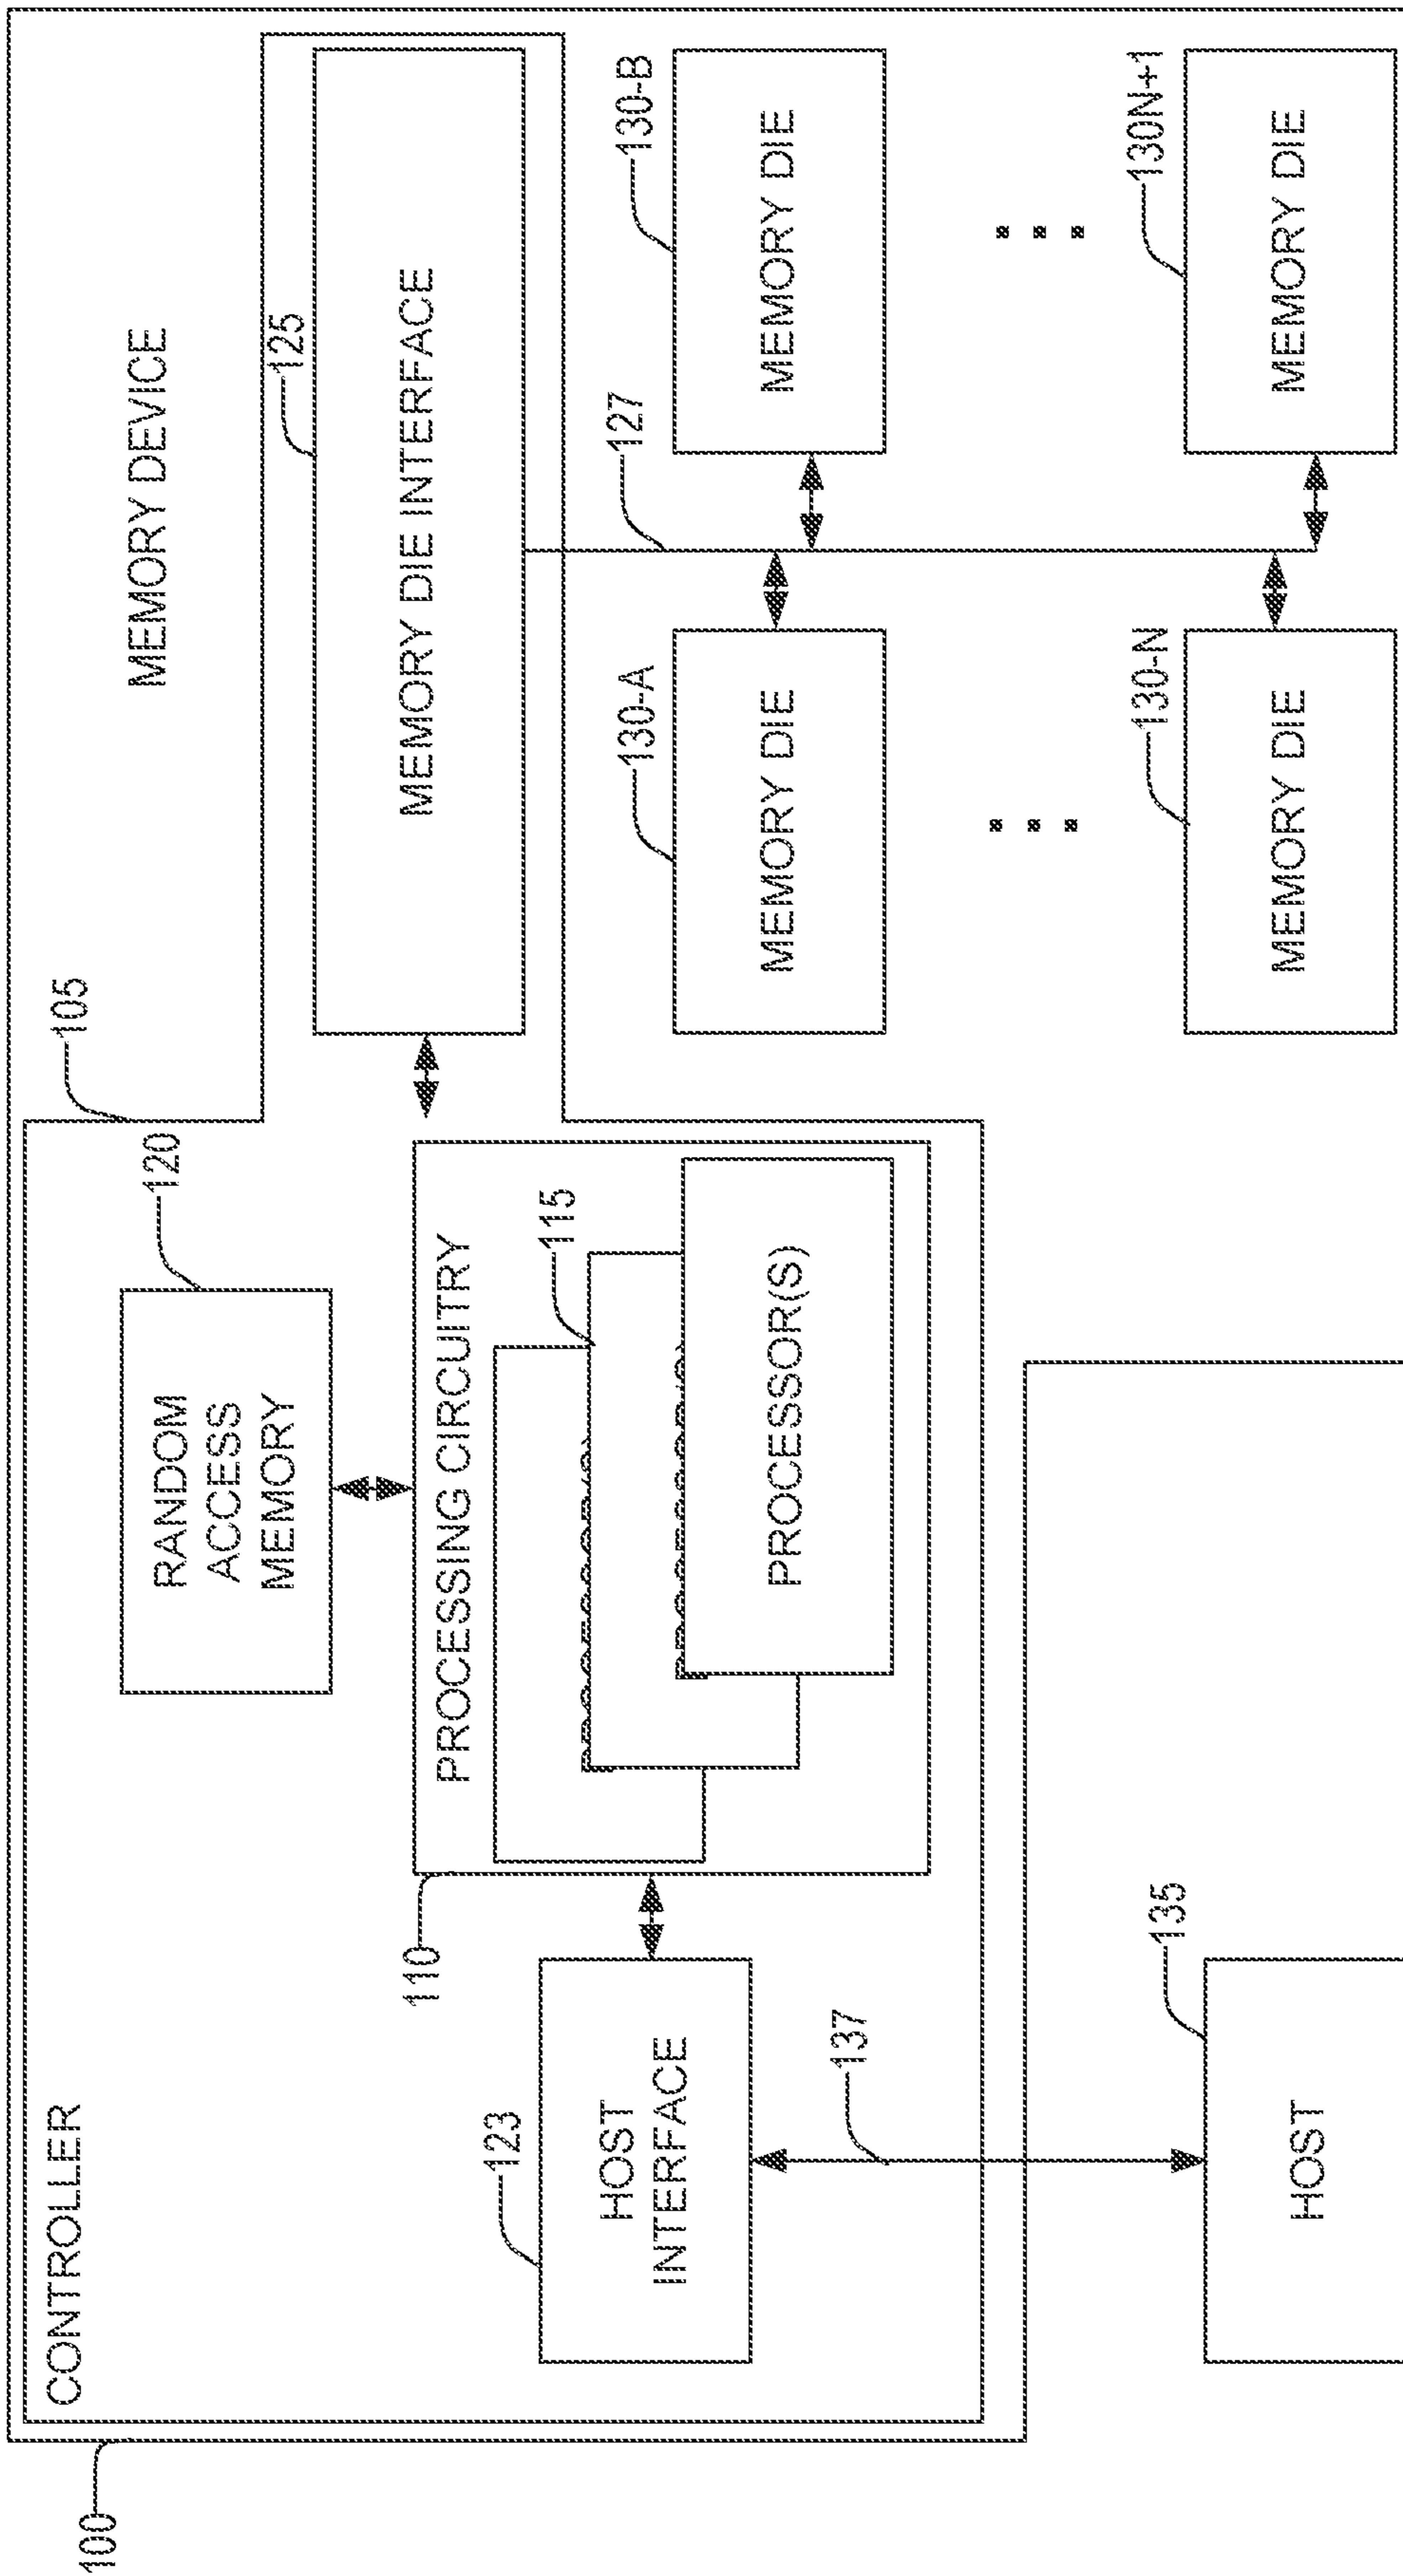 100
CONTROLLER
105
MEMORY DEVICE
RANDOM
ACCESS
MEMORY
120
123
HOST
INTERFACE
110
PROCESSING CIRCUITRY
115
PROCESSOR(S)
125
MEMORY DIE INTERFACE
137
127
130-A
MEMORY DIE
130-B
MEMORY DIE
130-N
MEMORY DIE
130N+1
MEMORY DIE
135
HOST